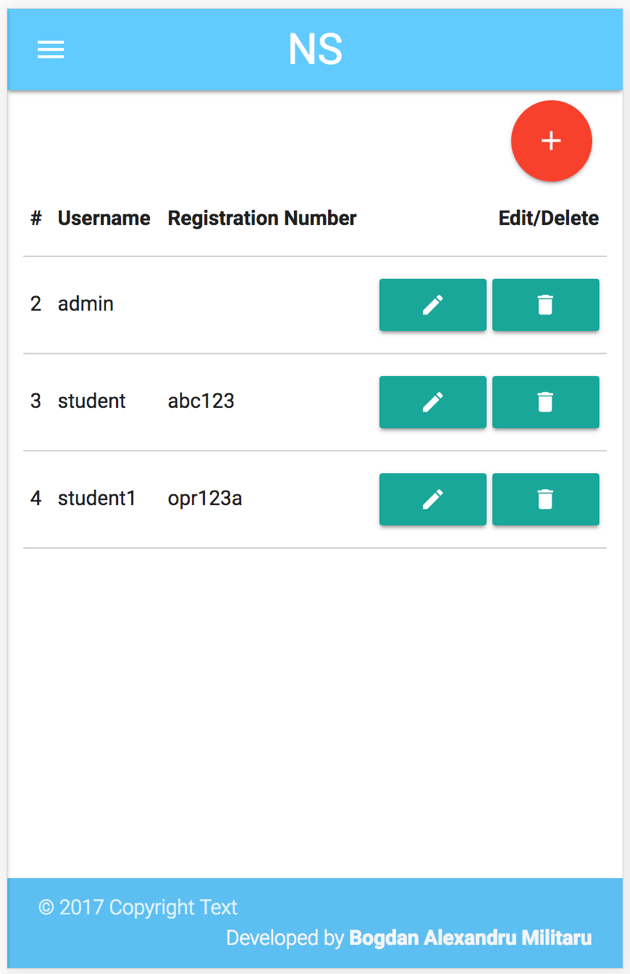 NS
# Username Registration Number Edit/Delete
2 admin
3 student abc123
4 student1 opr123a
© 2017 Copyright Text
Developed by Bogdan Alexandru Militaru